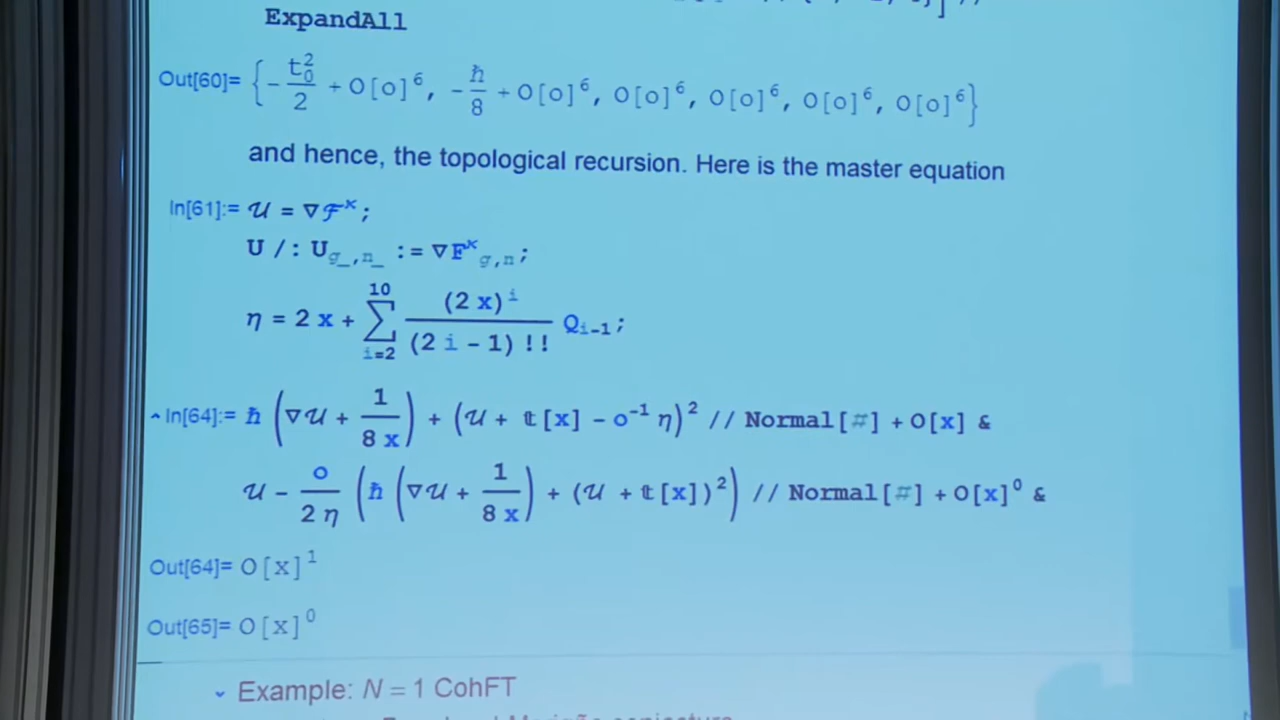 ExpandAll
Out[60]= {-t₀²/2 + O[o]⁶, -ℏ/8 + O[o]⁶, O[o]⁶, O[o]⁶, O[o]⁶, O[o]⁶}
and hence, the topological recursion. Here is the master equation
In[61]:= 𝒰 = ∇ℱˣ;
U /: U_{g_,n_} := ∇Fˣ_{g,n};
η = 2 x + ∑_{i=2}^{10} (2 x)^i / (2 i - 1)!! Q_{i-1};
In[64]:= ℏ (∇𝒰 + 1/(8 x)) + (𝒰 + 𝕥[x] - o⁻¹ η)² // Normal[#] + O[x] &
𝒰 - o/(2 η) (ℏ (∇𝒰 + 1/(8 x)) + (𝒰 + 𝕥[x])²) // Normal[#] + O[x]⁰ &
Out[64]= O[x]¹
Out[65]= O[x]⁰
Example: N = 1 CohFT